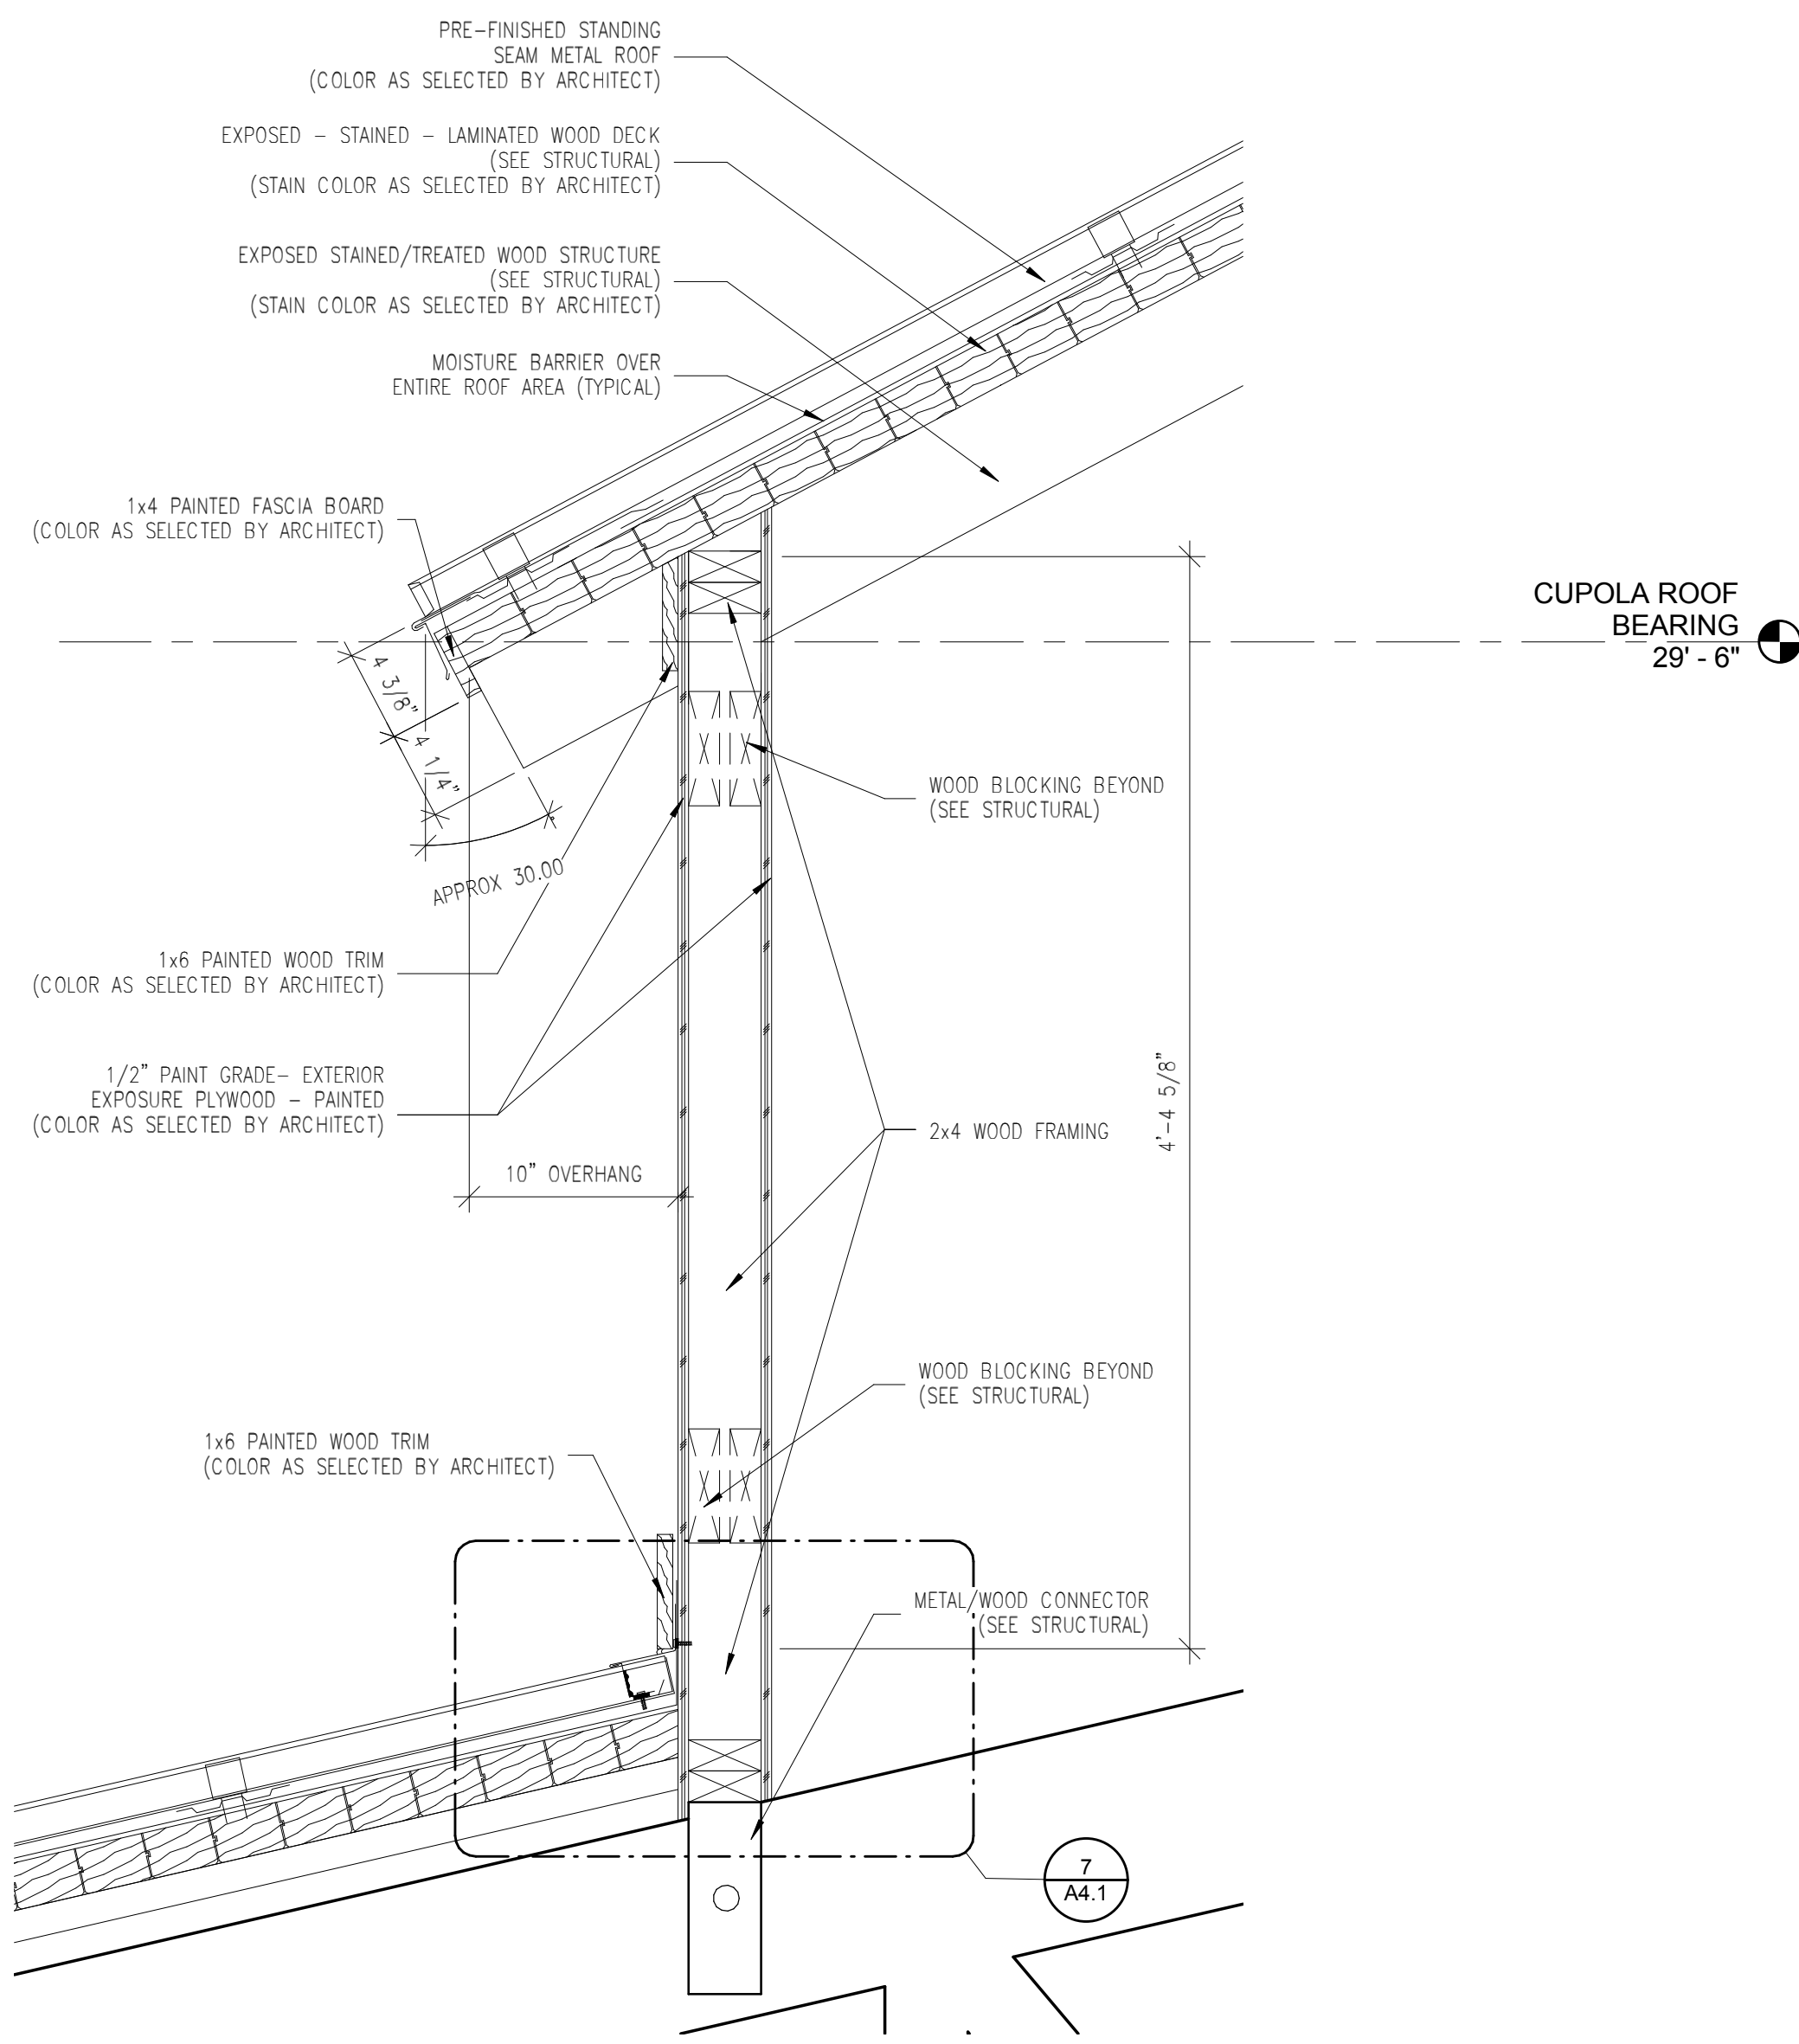 PRE-FINISHED STANDING
SEAM METAL ROOF
(COLOR AS SELECTED BY ARCHITECT)
EXPOSED - STAINED - LAMINATED WOOD DECK
(SEE STRUCTURAL)
(STAIN COLOR AS SELECTED BY ARCHITECT)
EXPOSED STAINED/TREATED WOOD STRUCTURE
(SEE STRUCTURAL)
(STAIN COLOR AS SELECTED BY ARCHITECT)
MOISTURE BARRIER OVER
ENTIRE ROOF AREA (TYPICAL)
1x4 PAINTED FASCIA BOARD
(COLOR AS SELECTED BY ARCHITECT)
CUPOLA ROOF
BEARING
29' - 6"
4 3/8"
4 1/4"
APPROX 30.00°
WOOD BLOCKING BEYOND
(SEE STRUCTURAL)
1x6 PAINTED WOOD TRIM
(COLOR AS SELECTED BY ARCHITECT)
1/2" PAINT GRADE- EXTERIOR
EXPOSURE PLYWOOD - PAINTED
(COLOR AS SELECTED BY ARCHITECT)
2x4 WOOD FRAMING
4'-4 5/8"
10" OVERHANG
WOOD BLOCKING BEYOND
(SEE STRUCTURAL)
1x6 PAINTED WOOD TRIM
(COLOR AS SELECTED BY ARCHITECT)
METAL/WOOD CONNECTOR
(SEE STRUCTURAL)
7
A4.1